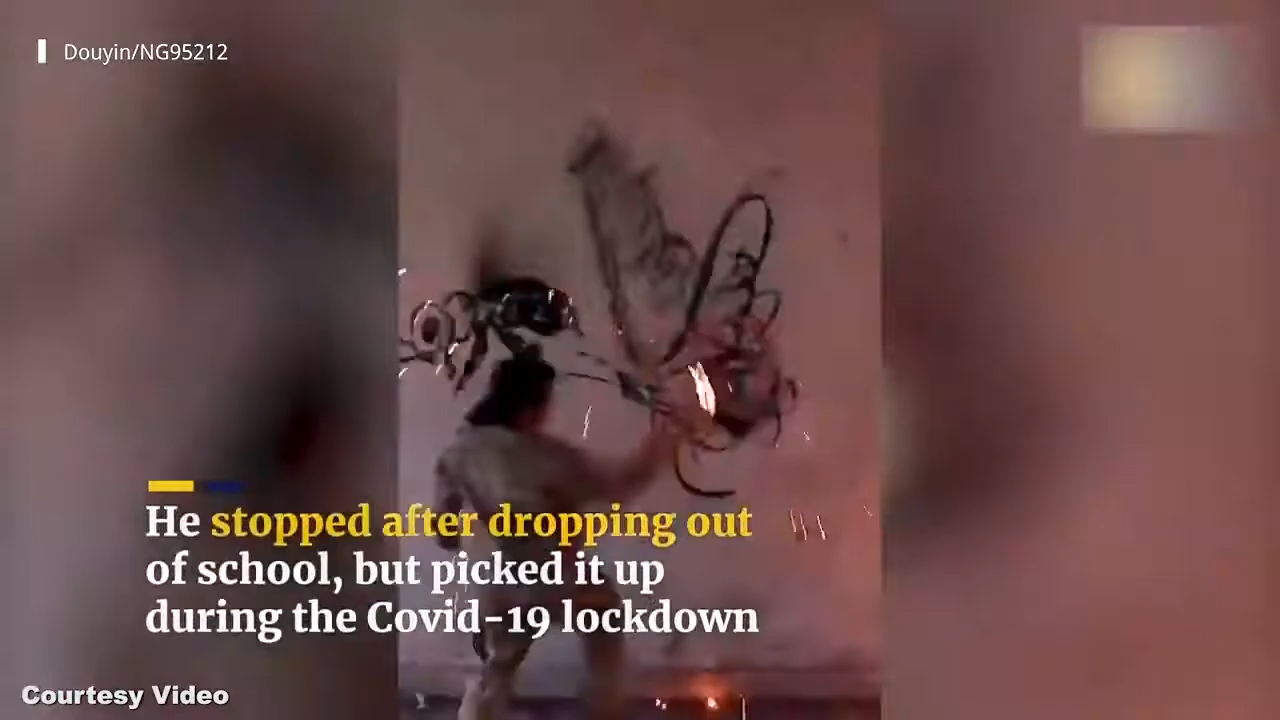 Douyin/NG95212
He stopped after dropping out
of school, but picked it up
during the Covid-19 lockdown
Courtesy Video